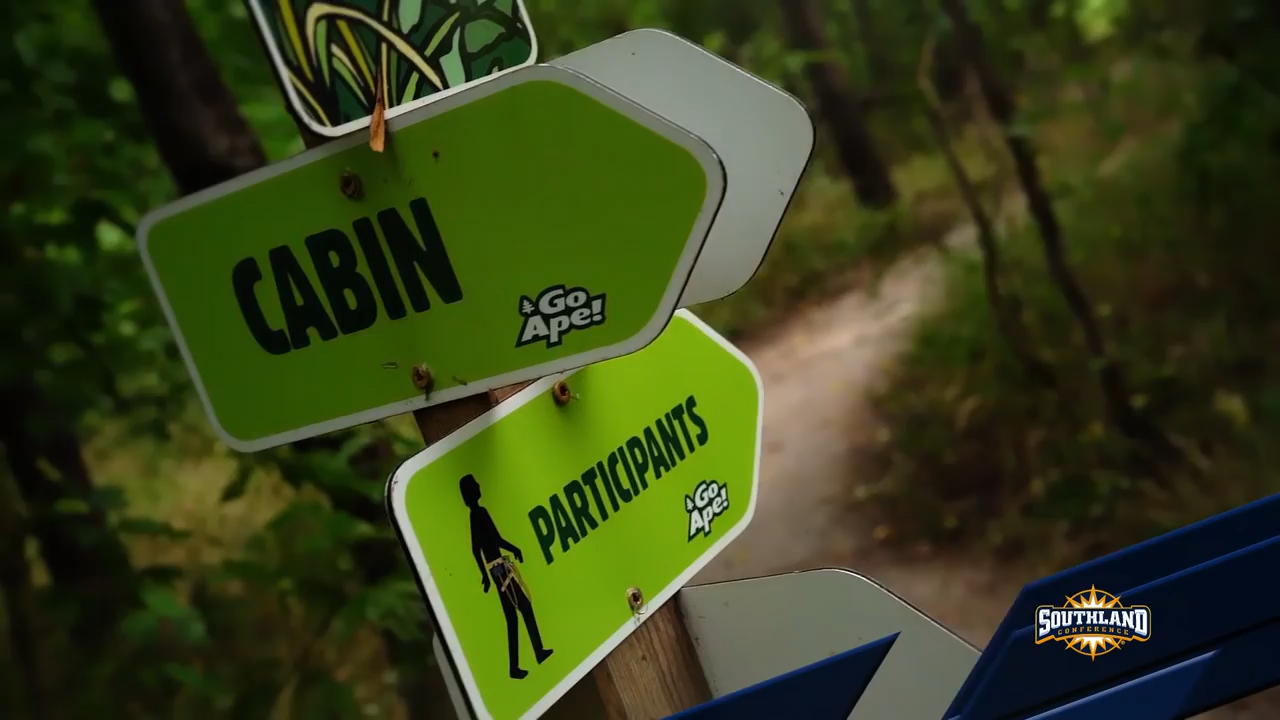 CABIN
Go
Ape!
PARTICIPANTS
Go
Ape!
SOUTHLAND
CONFERENCE